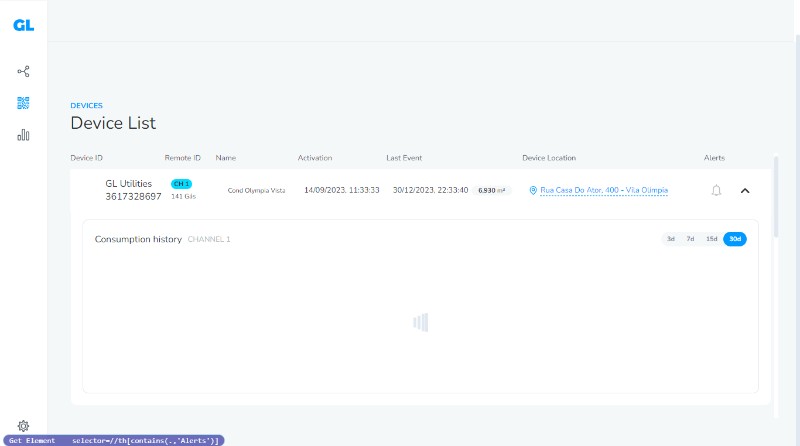 GL
DEVICES
Device List
Device ID Remote ID Name Activation Last Event Device Location Alerts
GL Utilities
3617328697
CH 1
141 Gás
Cond Olympia Vista
14/09/2023, 11:33:33
30/12/2023, 22:33:40
6.930 m³
Rua Casa Do Ator, 400 - Vila Olímpia
Consumption history CHANNEL 1
3d 7d 15d 30d
Get Element selector=//th[contains(.,'Alerts')]